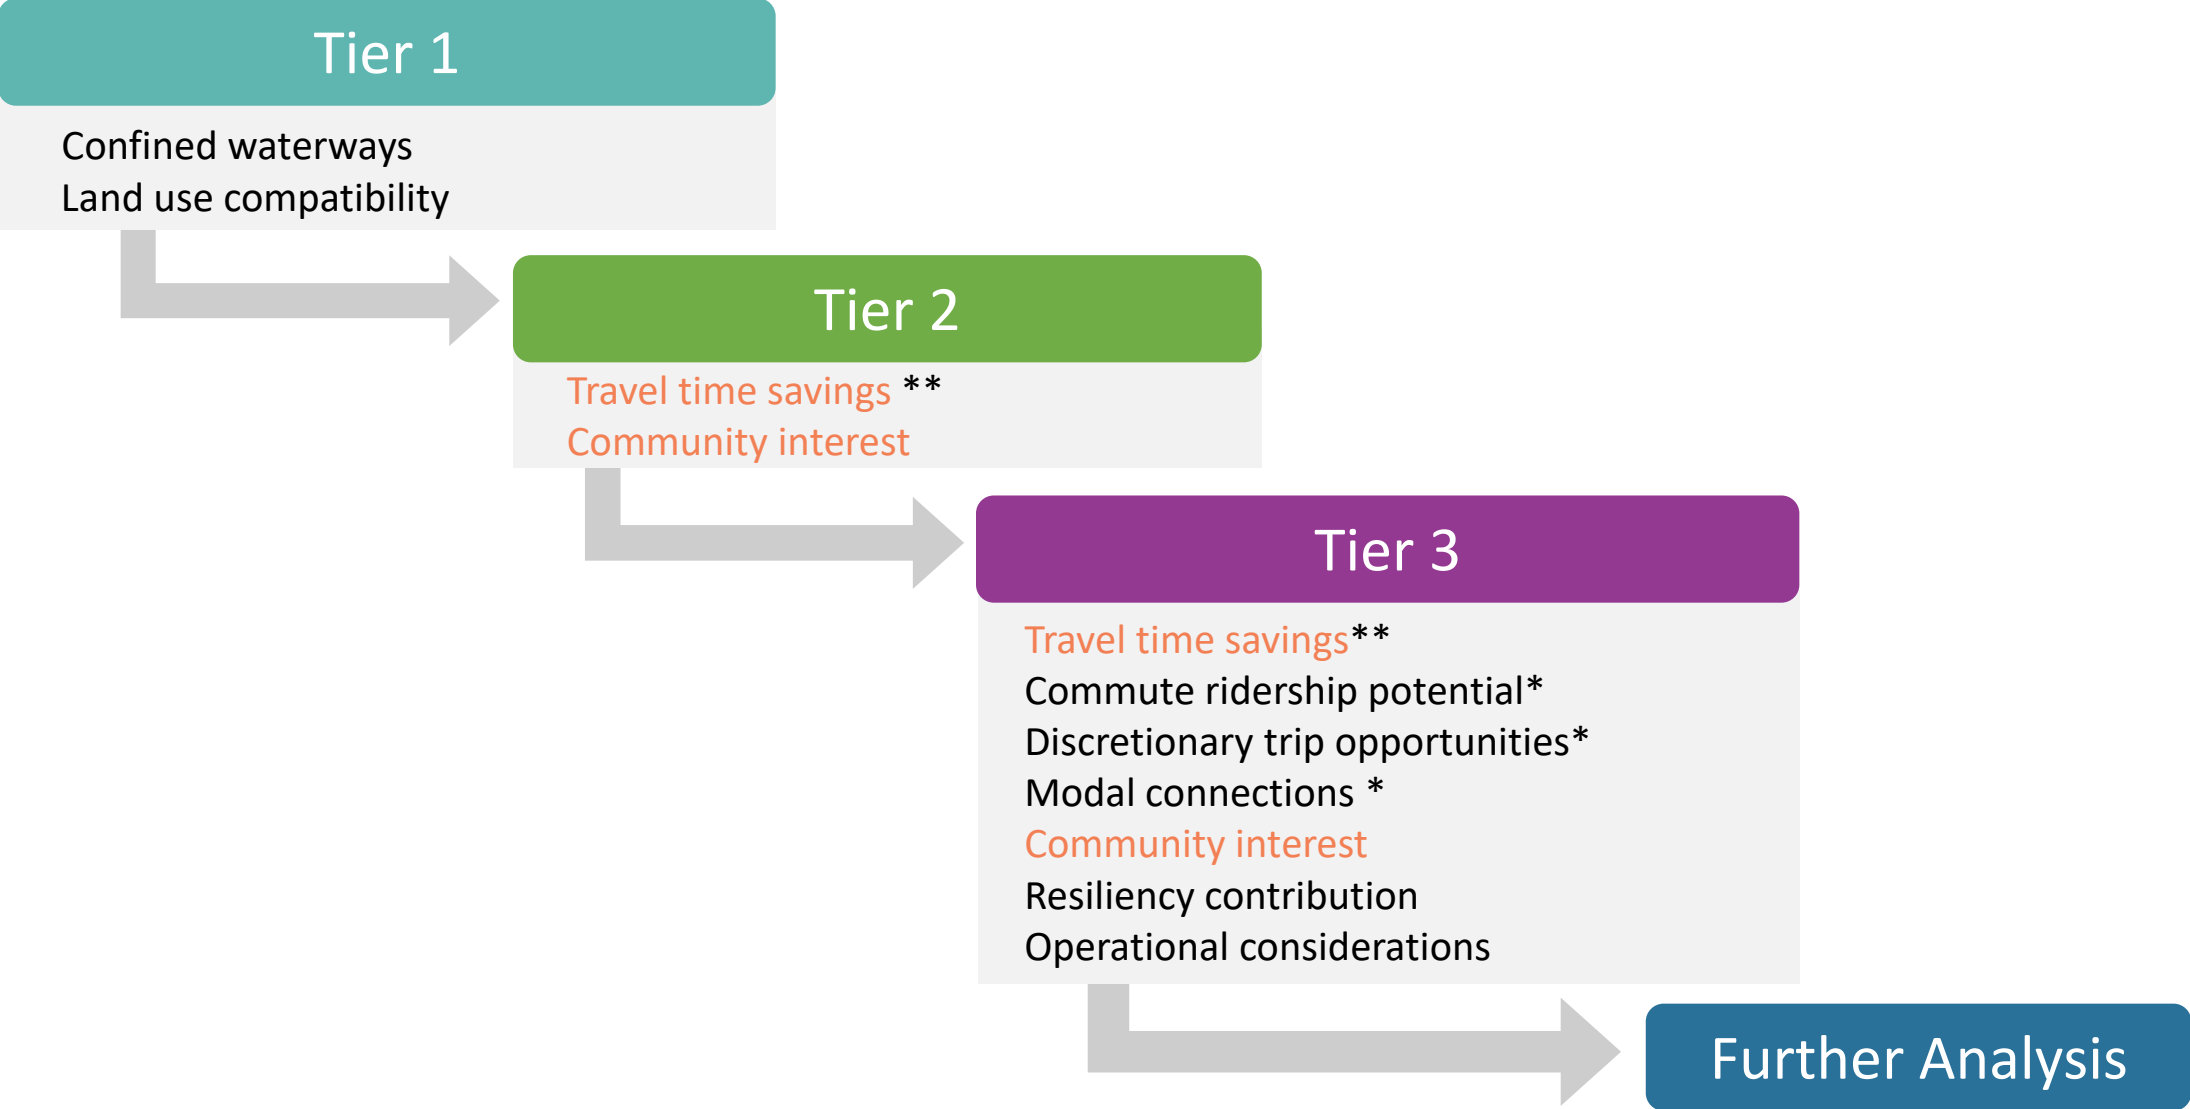 Tier 1
Confined waterways
Land use compatibility
Tier 2
Travel time savings **
Community interest
Tier 3
Travel time savings**
Commute ridership potential*
Discretionary trip opportunities*
Modal connections *
Community interest
Resiliency contribution
Operational considerations
Further Analysis